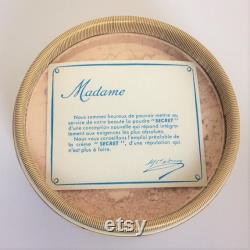 Madame
Nous sommes heureux de pouvoir mettre au
service de votre beauté la poudre "SECRET"
d'une conception nouvelle qui répond intégra-
lement aux exigences les plus absolues.
Nous vous conseillons l'emploi préalable de
la crème "SECRET", d'une réputation qui
n'est plus à faire.
Etsy